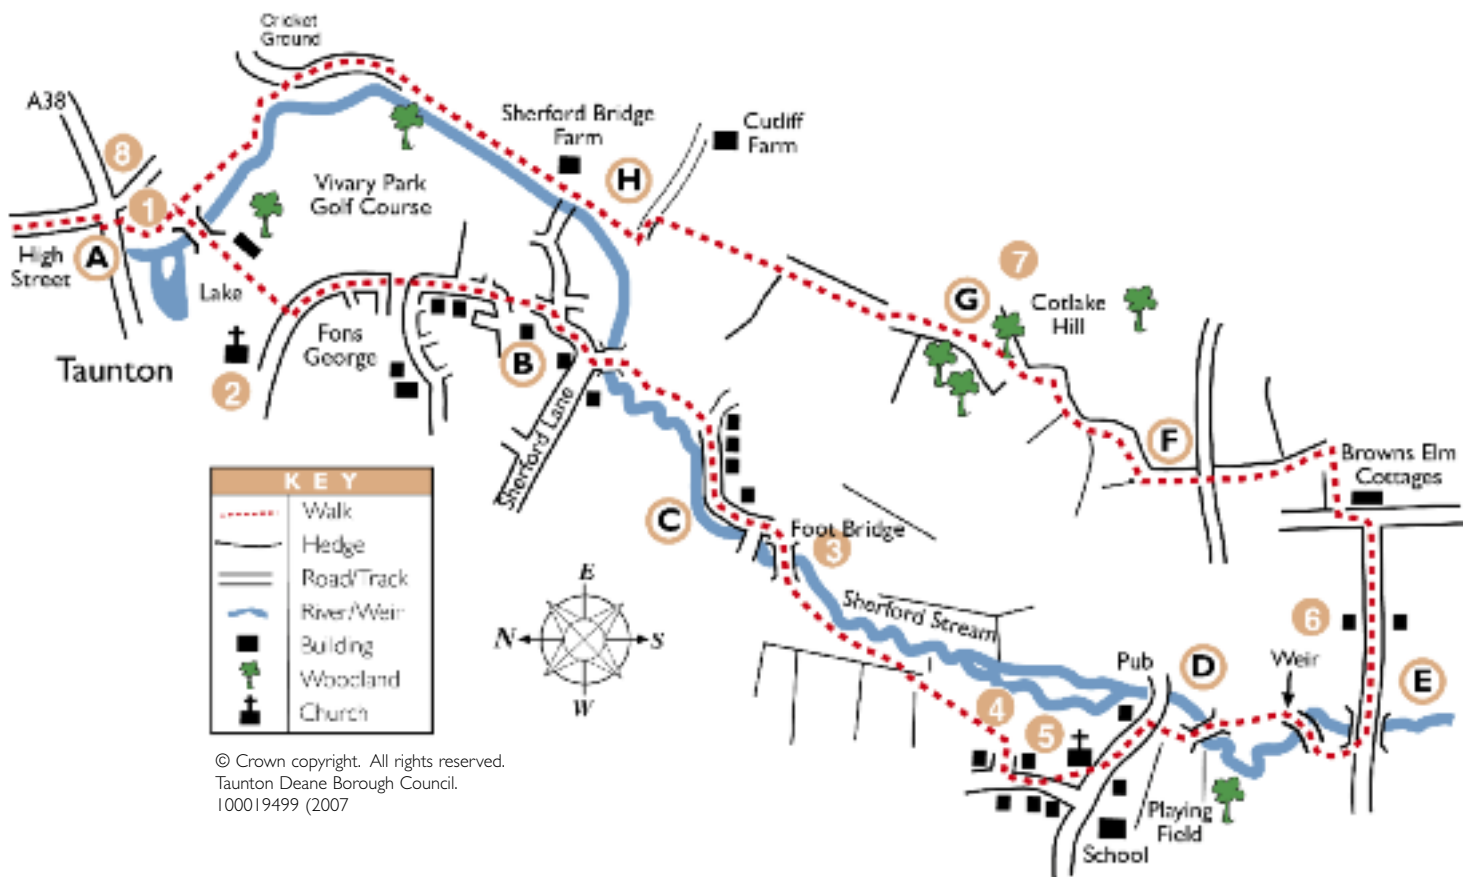 Cricket
Ground
A38
8
1
High
Street
A
Lake
Taunton
2
Vivary Park
Golf Course
Fons
George
Sherford Bridge
Farm
H
Cutliff
Farm
B
Sherford Lane
C
Foot Bridge
3
Sherford Stream
G
7
Cotlake
Hill
F
Browns Elm
Cottages
6
E
Weir
D
Pub
4
5
Playing
Field
School
KEY
Walk
Hedge
Road/Track
River/Weir
Building
Woodland
Church
E
N
S
W
© Crown copyright. All rights reserved.
Taunton Deane Borough Council.
100019499 (2007